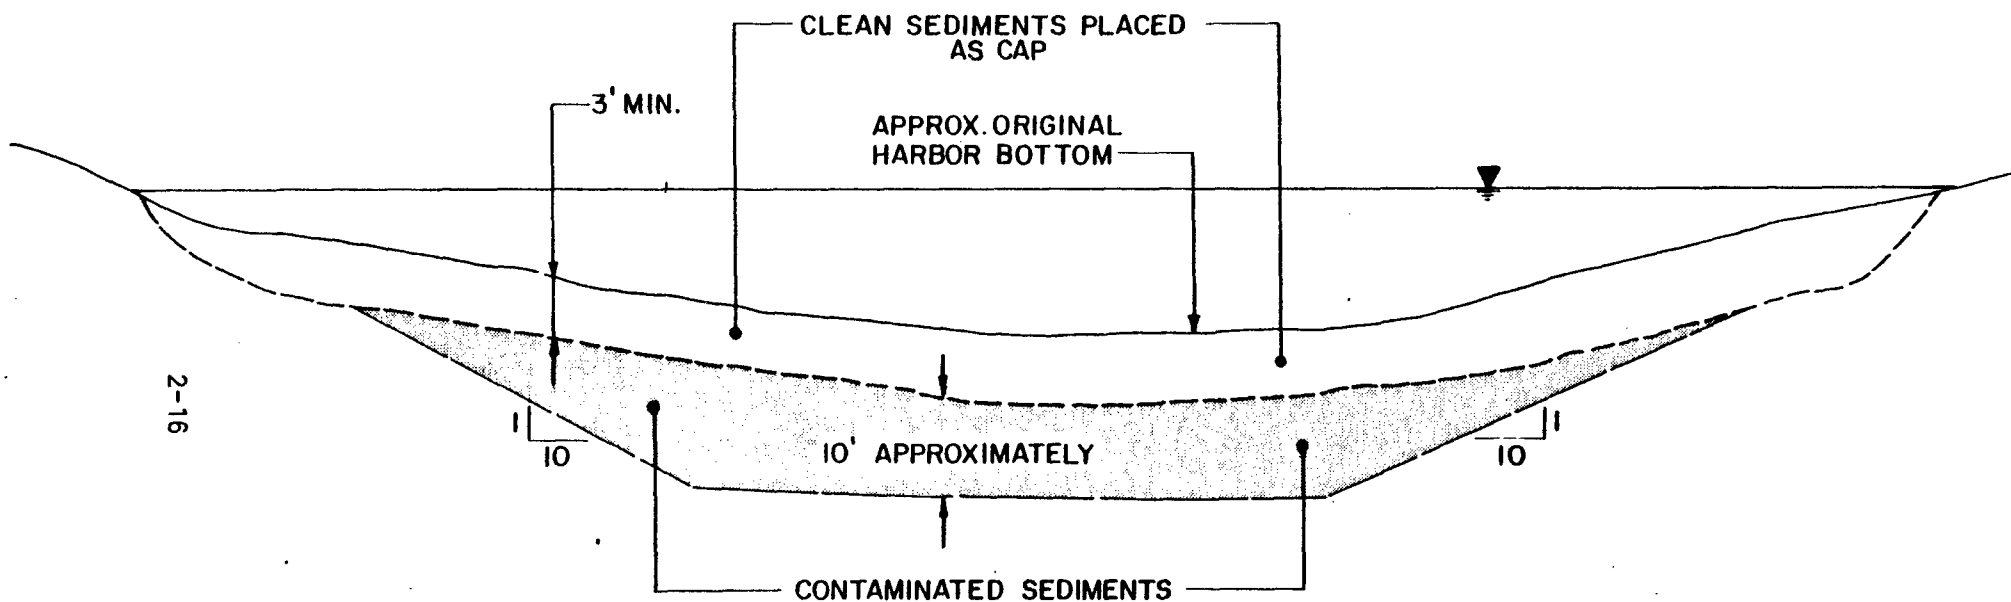 CLEAN SEDIMENTS PLACED
AS CAP
3' MIN.
APPROX. ORIGINAL
HARBOR BOTTOM
2-16
1
10
10' APPROXIMATELY
1
10
CONTAMINATED SEDIMENTS